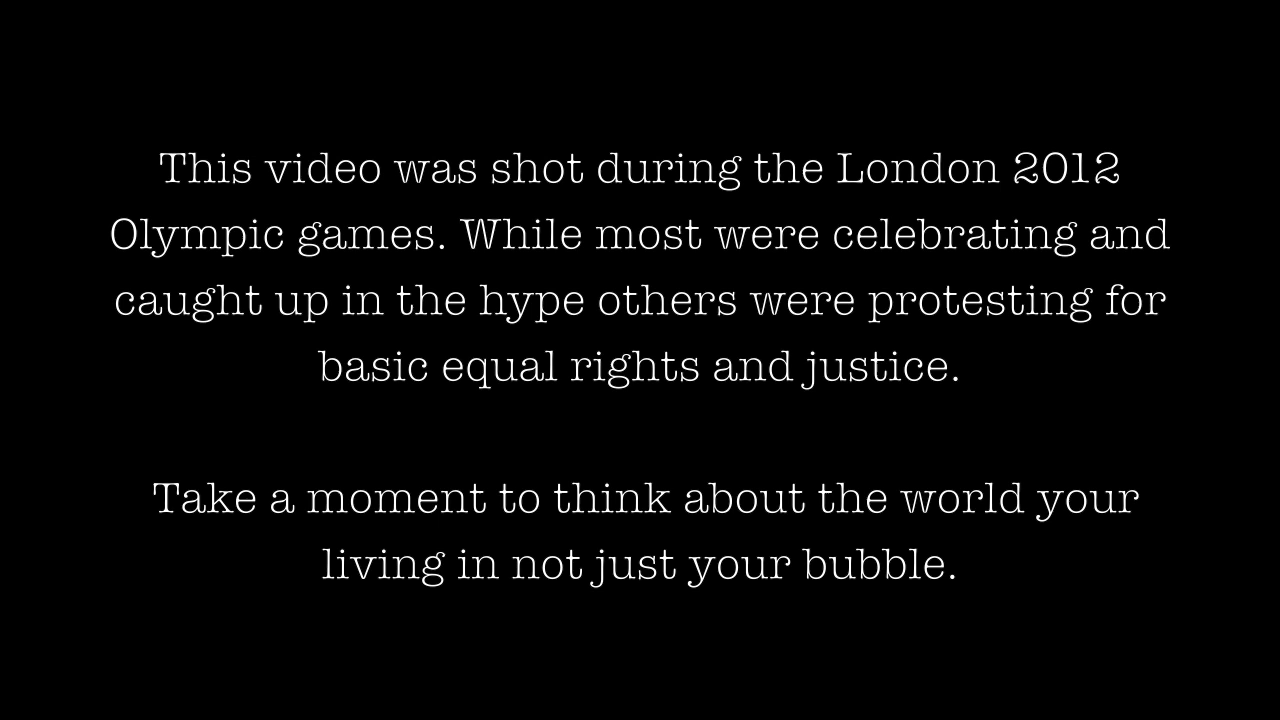 This video was shot during the London 2012
Olympic games. While most were celebrating and
caught up in the hype others were protesting for
basic equal rights and justice.
Take a moment to think about the world your
living in not just your bubble.